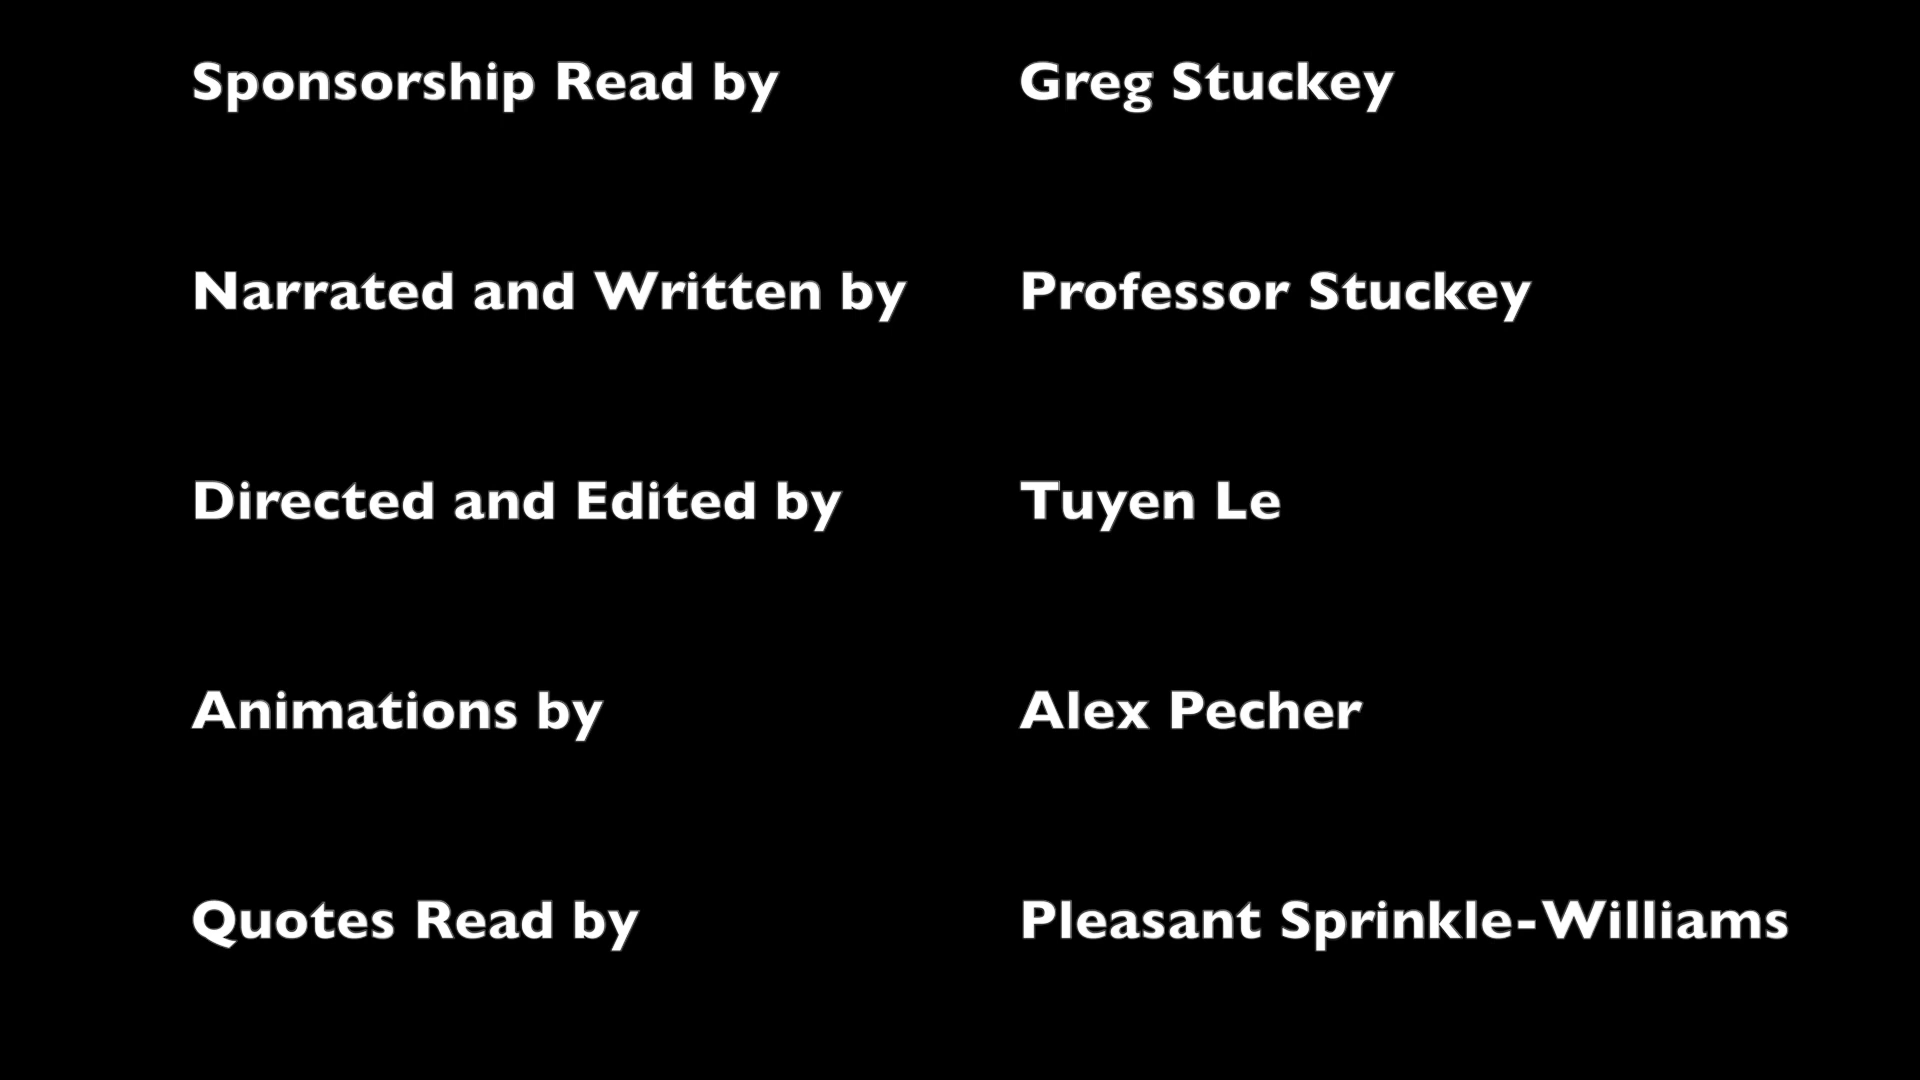 Sponsorship Read by Greg Stuckey
Narrated and Written by Professor Stuckey
Directed and Edited by Tuyen Le
Animations by Alex Pecher
Quotes Read by Pleasant Sprinkle-Williams